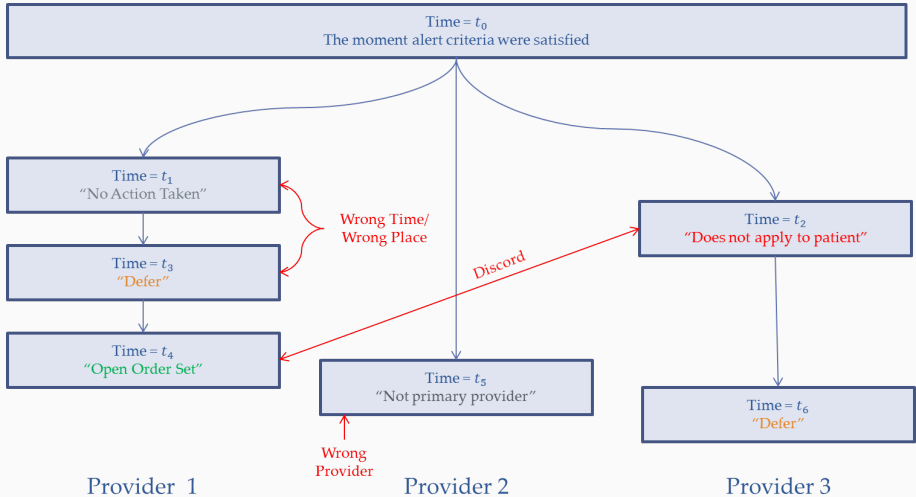 Time = t₀
The moment alert criteria were satisfied
Time = t₁
“No Action Taken”
Wrong Time/
Wrong Place
Time = t₂
“Does not apply to patient”
Discord
Time = t₃
“Defer”
Time = t₄
“Open Order Set”
Time = t₅
“Not primary provider”
Time = t₆
“Defer”
Wrong
Provider
Provider 1
Provider 2
Provider 3